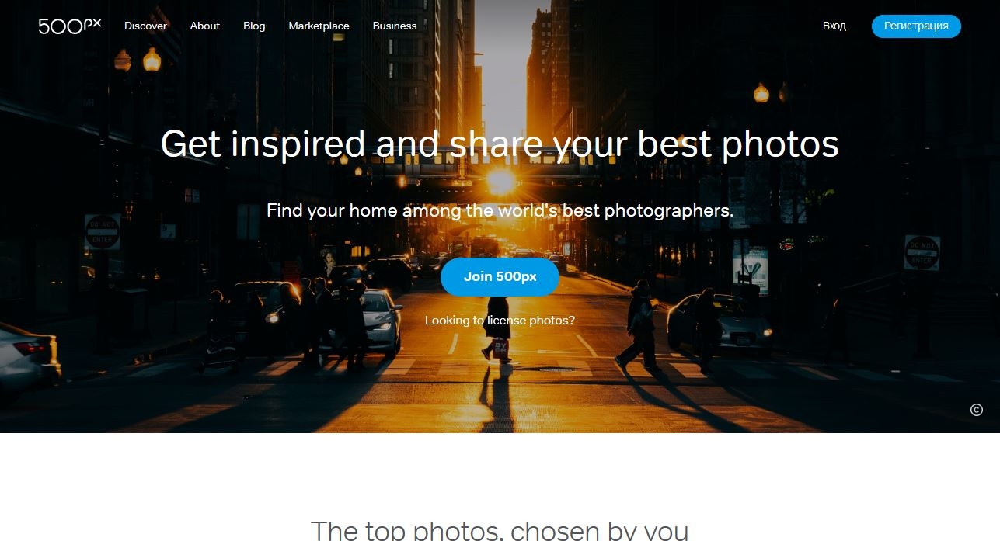 500px Discover About Blog Marketplace Business Вход Регистрация
Get inspired and share your best photos
Find your home among the world's best photographers.
DO NOT
ENTER
DO NOT
ENTER
Join 500px
Looking to license photos?
©
The top photos, chosen by you